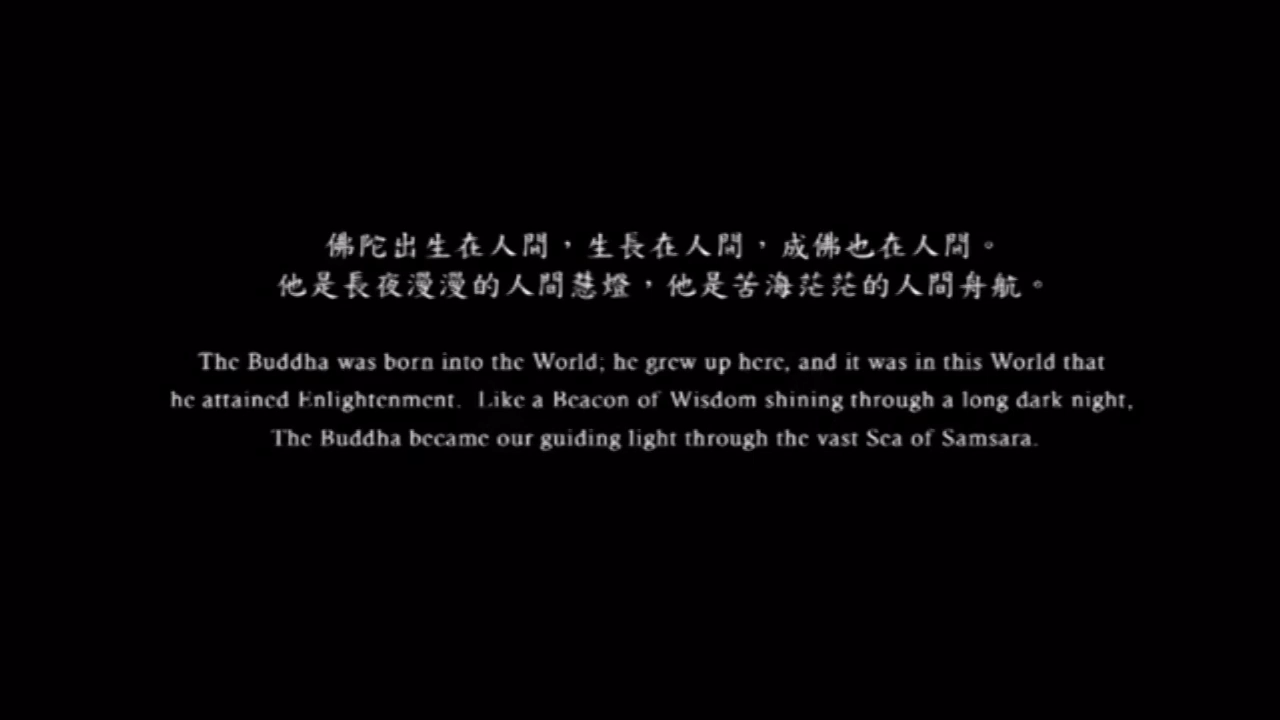 佛陀出生在人間，生長在人間，成佛也在人間。
他是長夜漫漫的人間慧燈，他是苦海茫茫的人間舟航。
The Buddha was born into the World; he grew up here, and it was in this World that
he attained Enlightenment. Like a Beacon of Wisdom shining through a long dark night,
The Buddha became our guiding light through the vast Sea of Samsara.